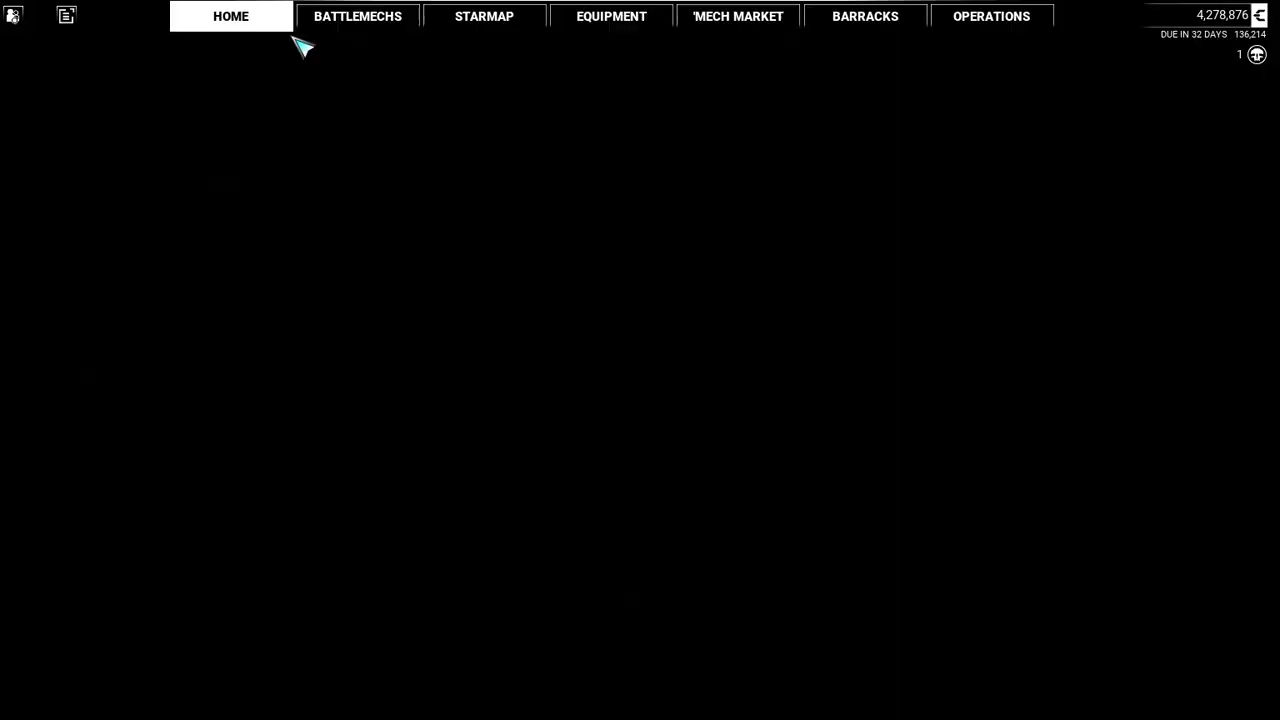 HOME
BATTLEMECHS
STARMAP
EQUIPMENT
'MECH MARKET
BARRACKS
OPERATIONS
4,278,876
DUE IN 32 DAYS 136,214
1